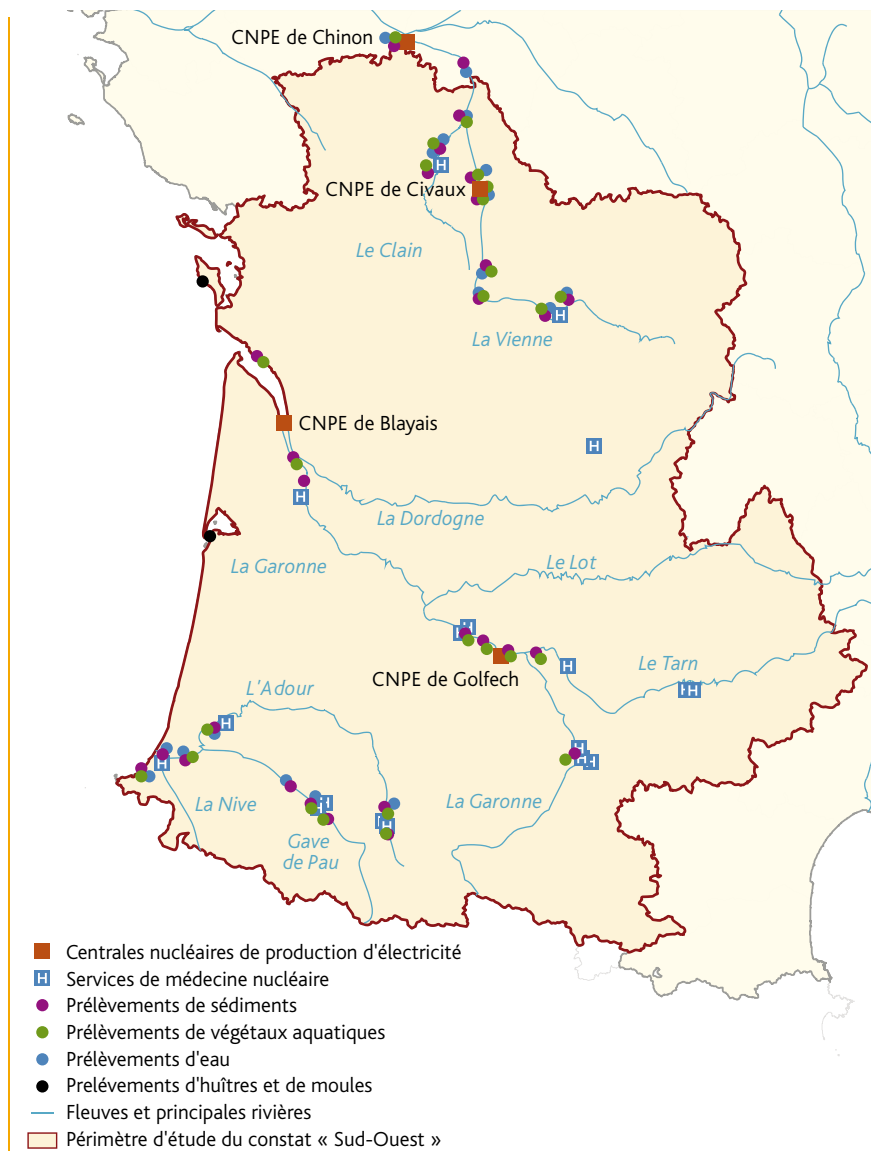 CNPE de Chinon
H
CNPE de Civaux
Le Clain
H
La Vienne
CNPE de Blayais
H
H
La Dordogne
Le Lot
La Garonne
H
H
CNPE de Golfech
H
Le Tarn
H
H
L'Adour
H
H
H
H
H
H
La Nive
La Garonne
H
H
H
H
Gave
de Pau
Centrales nucléaires de production d'électricité
H Services de médecine nucléaire
Prélèvements de sédiments
Prélèvements de végétaux aquatiques
Prélèvements d'eau
Prelévements d'huîtres et de moules
Fleuves et principales rivières
Périmètre d'étude du constat « Sud-Ouest »